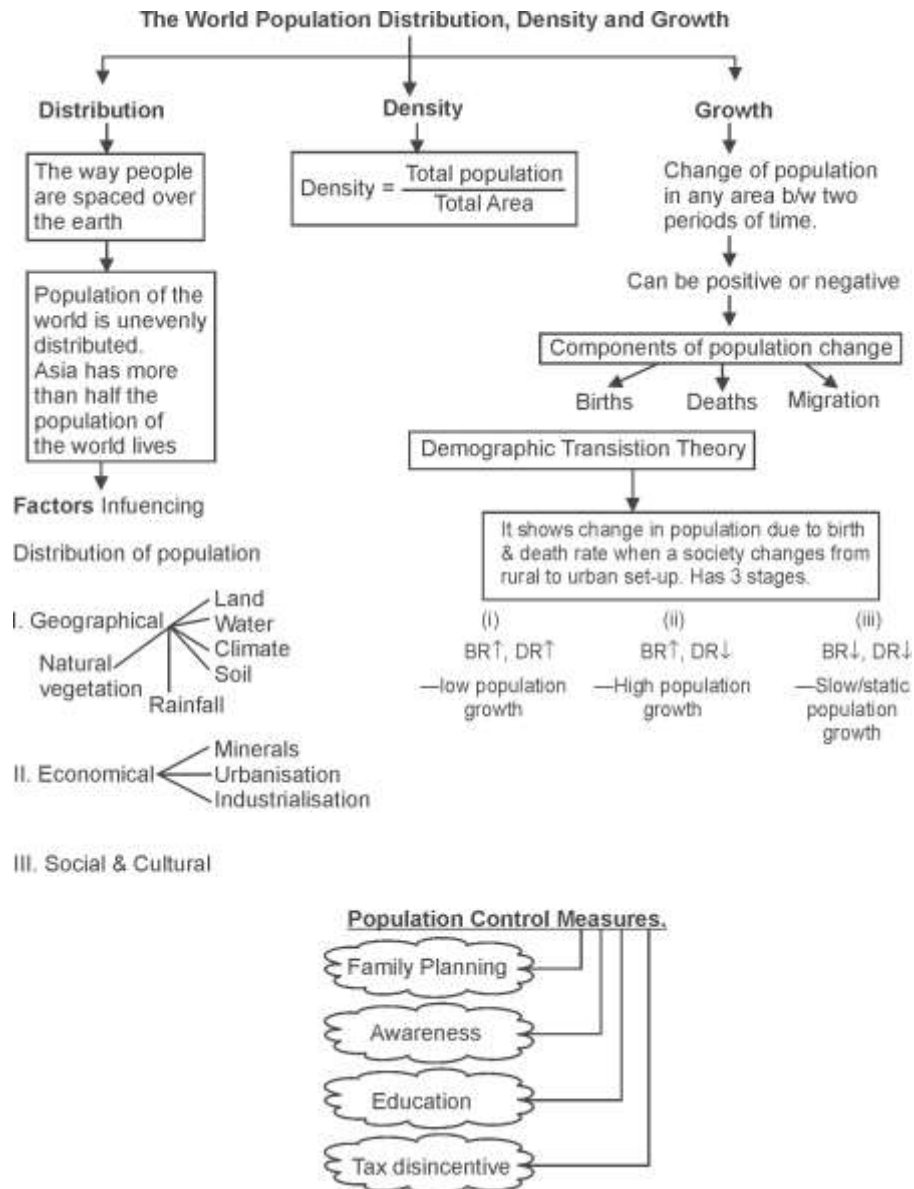 The World Population Distribution, Density and Growth
Distribution
The way people
are spaced over
the earth
Population of the
world is unevenly
distributed.
Asia has more
than half the
population of
the world lives
Factors Infuencing
Distribution of population
I. Geographical
Land
Water
Climate
Soil
Rainfall
Natural
vegetation
II. Economical
Minerals
Urbanisation
Industrialisation
III. Social & Cultural
Density
Density = Total population
Total Area
Growth
Change of population
in any area b/w two
periods of time.
Can be positive or negative
Components of population change
Births Deaths Migration
Demographic Transistion Theory
It shows change in population due to birth
& death rate when a society changes from
rural to urban set-up. Has 3 stages.
(i)
BR↑, DR↑
—low population
growth
(ii)
BR↑, DR↓
—High population
growth
(iii)
BR↓, DR↓
—Slow/static
population
growth
Population Control Measures.
Family Planning
Awareness
Education
Tax disincentive